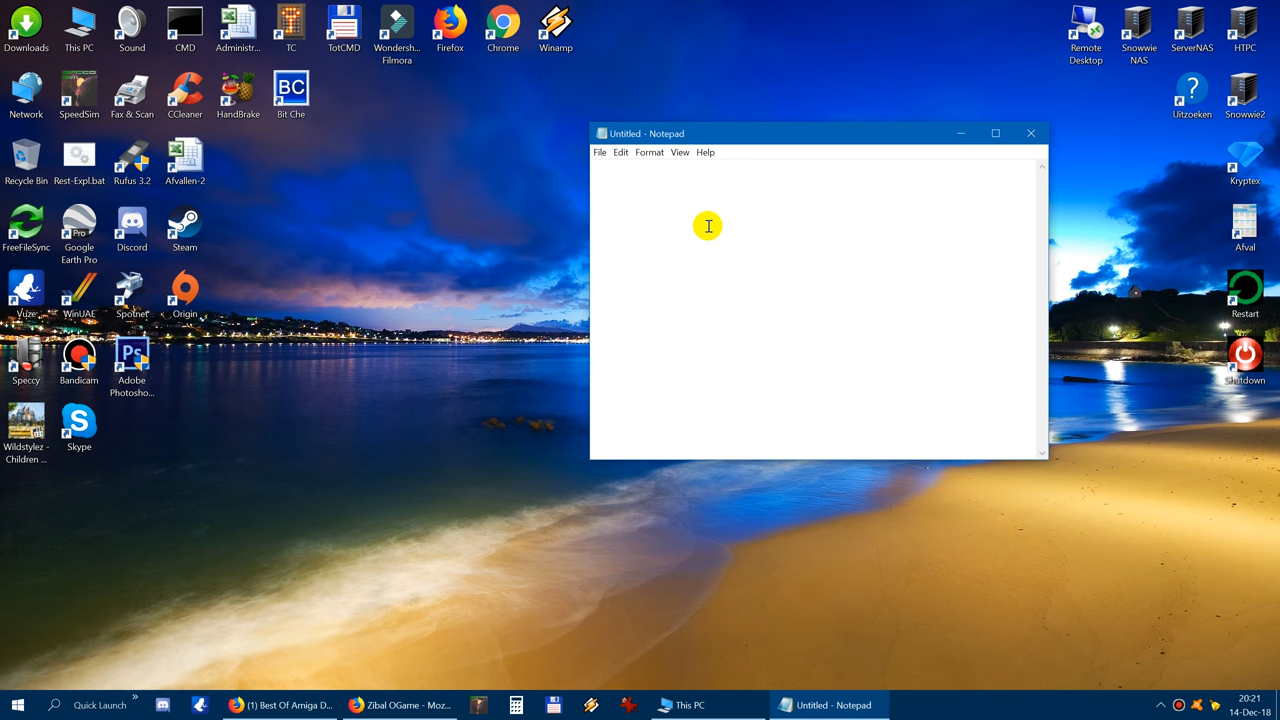 Downloads
This PC
Sound
CMD
Administr...
TC
TotCMD
Wondersh...
Filmora
Firefox
Chrome
Winamp
Remote
Desktop
Snowwie
NAS
ServerNAS
HTPC
Network
SpeedSim
Fax & Scan
CCleaner
HandBrake
BC
Bit Che
?
Uitzoeken
Snowwie2
Untitled - Notepad
File Edit Format View Help
Recycle Bin
Rest-Expl.bat
Rufus 3.2
Afvallen-2
Kryptex
FreeFileSync
Pro
Google
Earth Pro
Discord
Steam
Afval
Vuze
WinUAE
Spotnet
Origin
Restart
Speccy
Bandicam
Ps
Adobe
Photosho...
Shutdown
Wildstylez -
Children ...
S
Skype
Quick Launch
»
(1) Best Of Amiga D...
Zibal OGame - Moz...
This PC
Untitled - Notepad
20:21
14-Dec-18